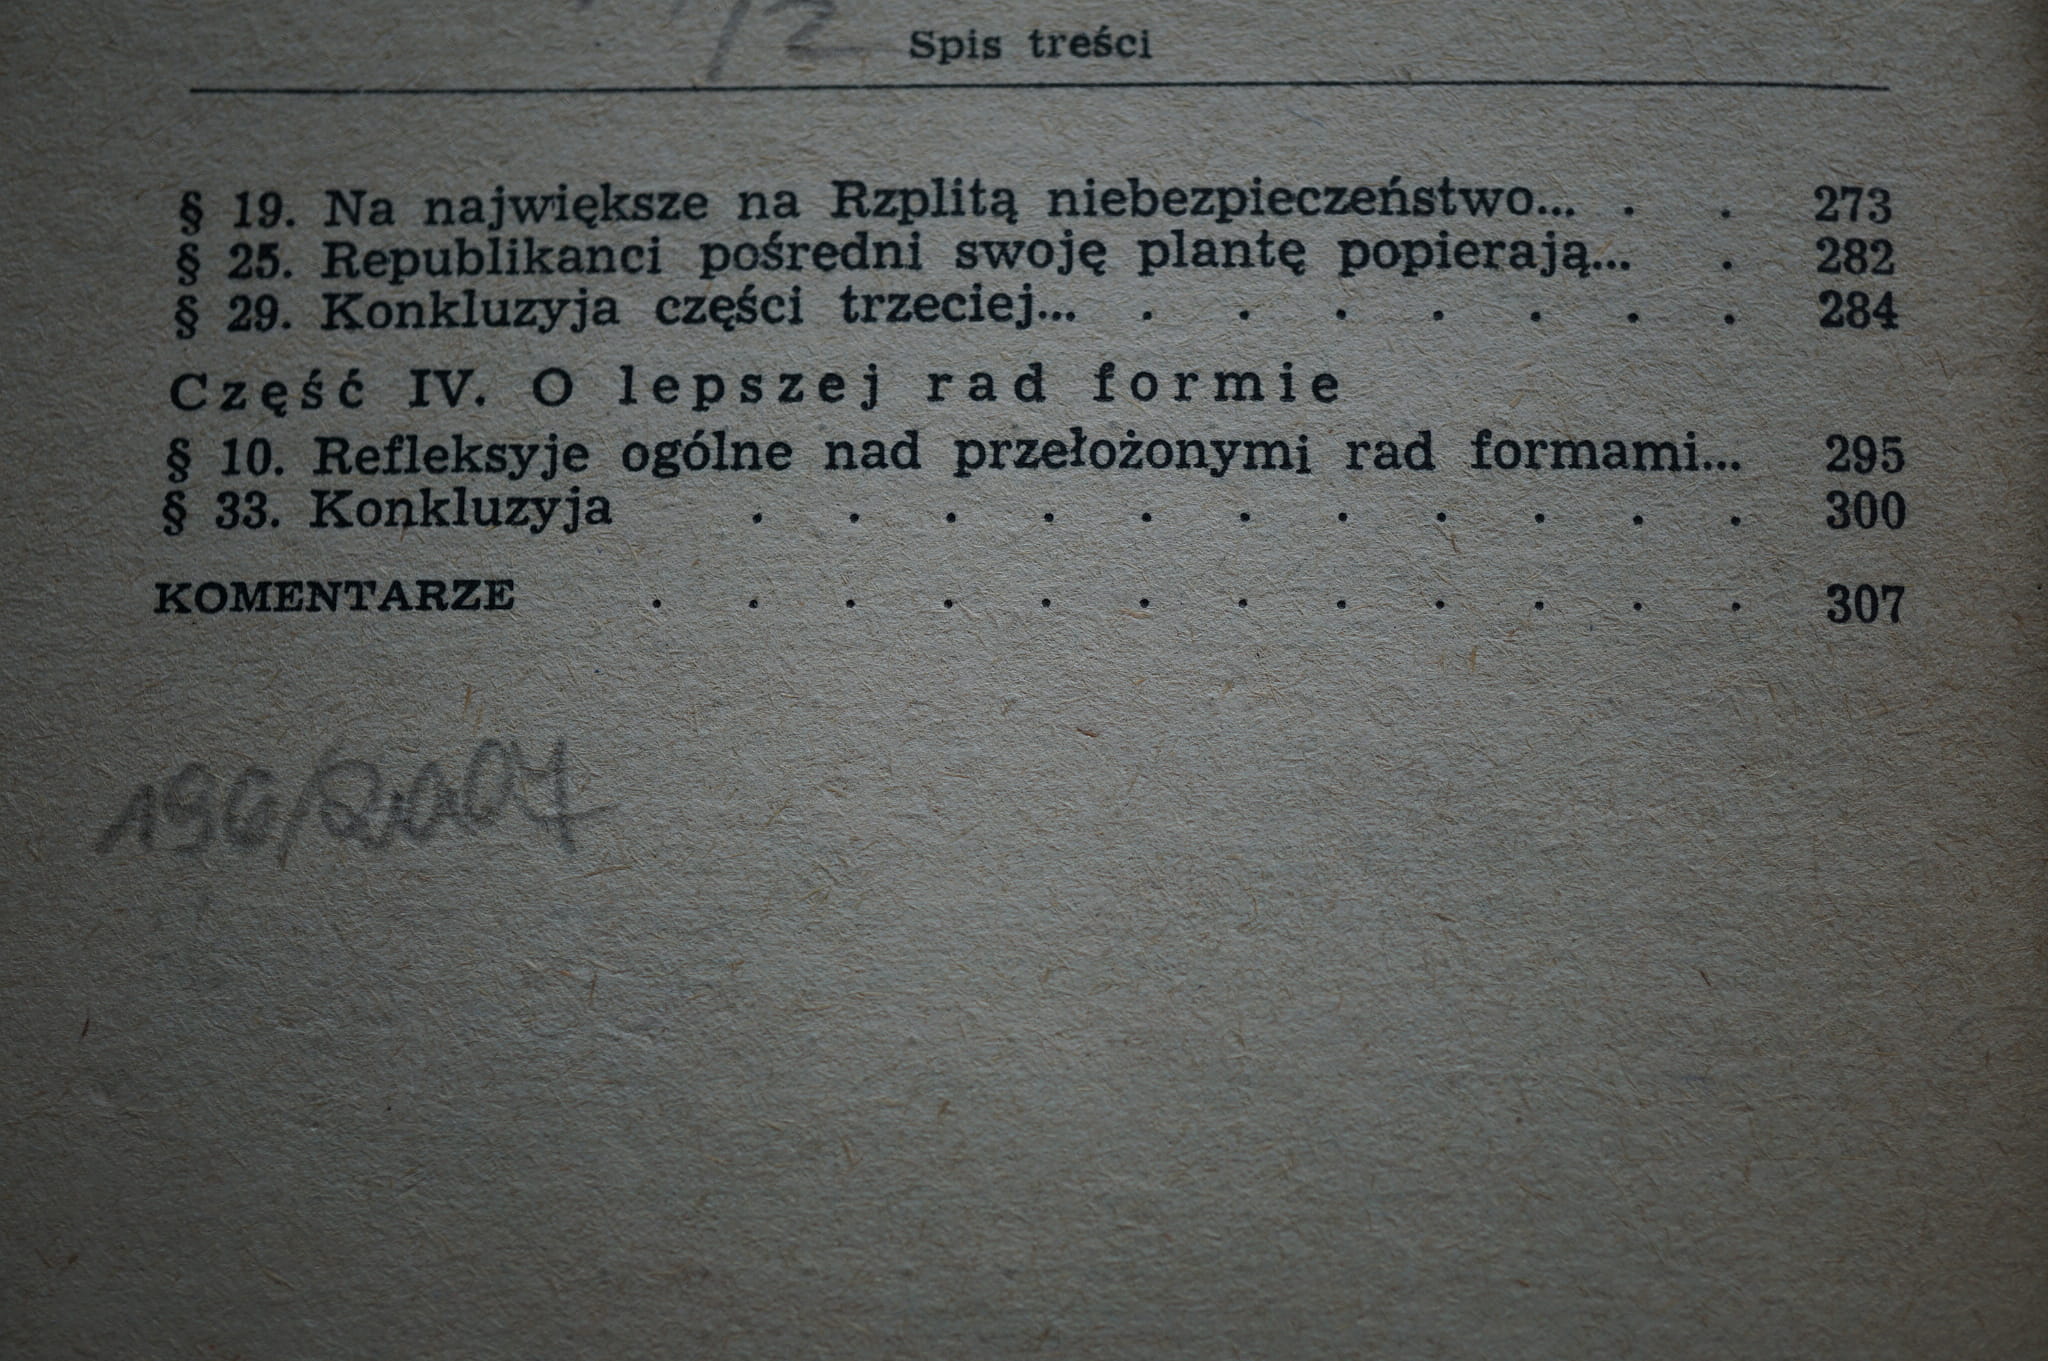 Spis treści
§ 19. Na największe na Rzplitą niebezpieczeństwo... . . 273
§ 25. Republikanci pośredni swoję plantę popierają... . 282
§ 29. Konkluzyja części trzeciej... . . . . . . . 284
Część IV. O lepszej rad formie
§ 10. Refleksyje ogólne nad przełożonymi rad formami... 295
§ 33. Konkluzyja . . . . . . . . . . . 300
KOMENTARZE . . . . . . . . . . . . 307
196/2007